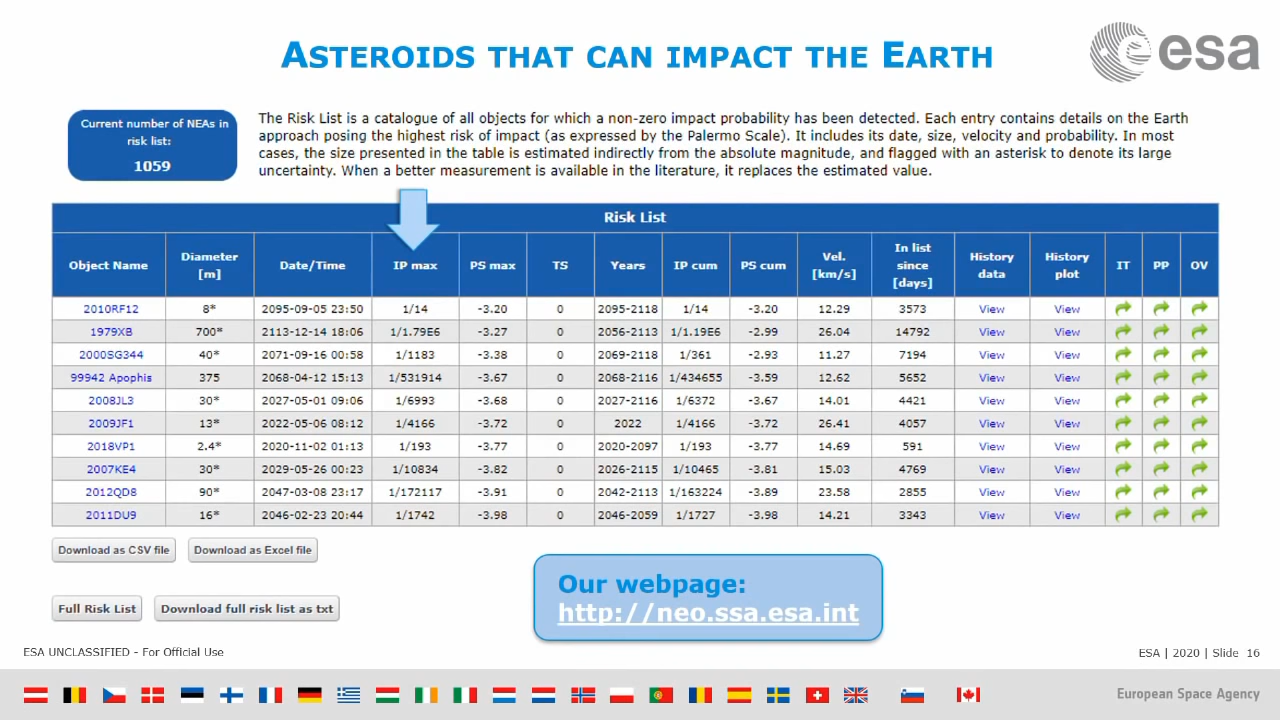 ASTEROIDS THAT CAN IMPACT THE EARTH
esa
Current number of NEAs in
risk list:
1059
The Risk List is a catalogue of all objects for which a non-zero impact probability has been detected. Each entry contains details on the Earth
approach posing the highest risk of impact (as expressed by the Palermo Scale). It includes its date, size, velocity and probability. In most
cases, the size presented in the table is estimated indirectly from the absolute magnitude, and flagged with an asterisk to denote its large
uncertainty. When a better measurement is available in the literature, it replaces the estimated value.
Risk List
Object Name Diameter [m] Date/Time IP max PS max TS Years IP cum PS cum Vel. [km/s] In list since [days] History data History plot IT PP OV
2010RF12 8* 2095-09-05 23:50 1/14 -3.20 0 2095-2118 1/14 -3.20 12.29 3573 View View
1979XB 700* 2113-12-14 18:06 1/1.79E6 -3.27 0 2056-2113 1/1.19E6 -2.99 26.04 14792 View View
2000SG344 40* 2071-09-16 00:58 1/1183 -3.38 0 2069-2118 1/361 -2.93 11.27 7194 View View
99942 Apophis 375 2068-04-12 15:13 1/531914 -3.67 0 2068-2116 1/434655 -3.59 12.62 5652 View View
2008JL3 30* 2027-05-01 09:06 1/6993 -3.68 0 2027-2116 1/6372 -3.67 14.01 4421 View View
2009JF1 13* 2022-05-06 08:12 1/4166 -3.72 0 2022 1/4166 -3.72 26.41 4057 View View
2018VP1 2.4* 2020-11-02 01:13 1/193 -3.77 0 2020-2097 1/193 -3.77 14.69 591 View View
2007KE4 30* 2029-05-26 00:23 1/10834 -3.82 0 2026-2115 1/10465 -3.81 15.03 4769 View View
2012QD8 90* 2047-03-08 23:17 1/172117 -3.91 0 2042-2113 1/163224 -3.89 23.58 2855 View View
2011DU9 16* 2046-02-23 20:44 1/1742 -3.98 0 2046-2059 1/1727 -3.98 14.21 3343 View View
Download as CSV file Download as Excel file
Full Risk List Download full risk list as txt
Our webpage:
http://neo.ssa.esa.int
ESA UNCLASSIFIED - For Official Use
ESA | 2020 | Slide 16
European Space Agency